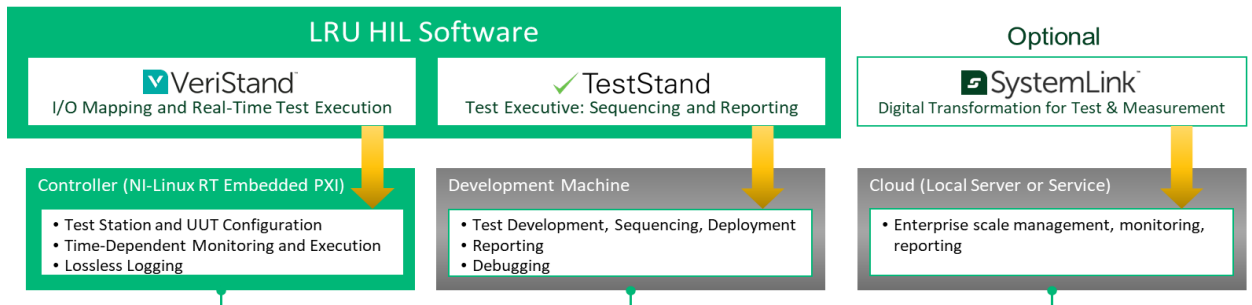 LRU HIL Software
VeriStand™
I/O Mapping and Real-Time Test Execution
TestStand
Test Executive: Sequencing and Reporting
Optional
SystemLink™
Digital Transformation for Test & Measurement
Controller (NI-Linux RT Embedded PXI)
• Test Station and UUT Configuration
• Time-Dependent Monitoring and Execution
• Lossless Logging
Development Machine
• Test Development, Sequencing, Deployment
• Reporting
• Debugging
Cloud (Local Server or Service)
• Enterprise scale management, monitoring,
reporting